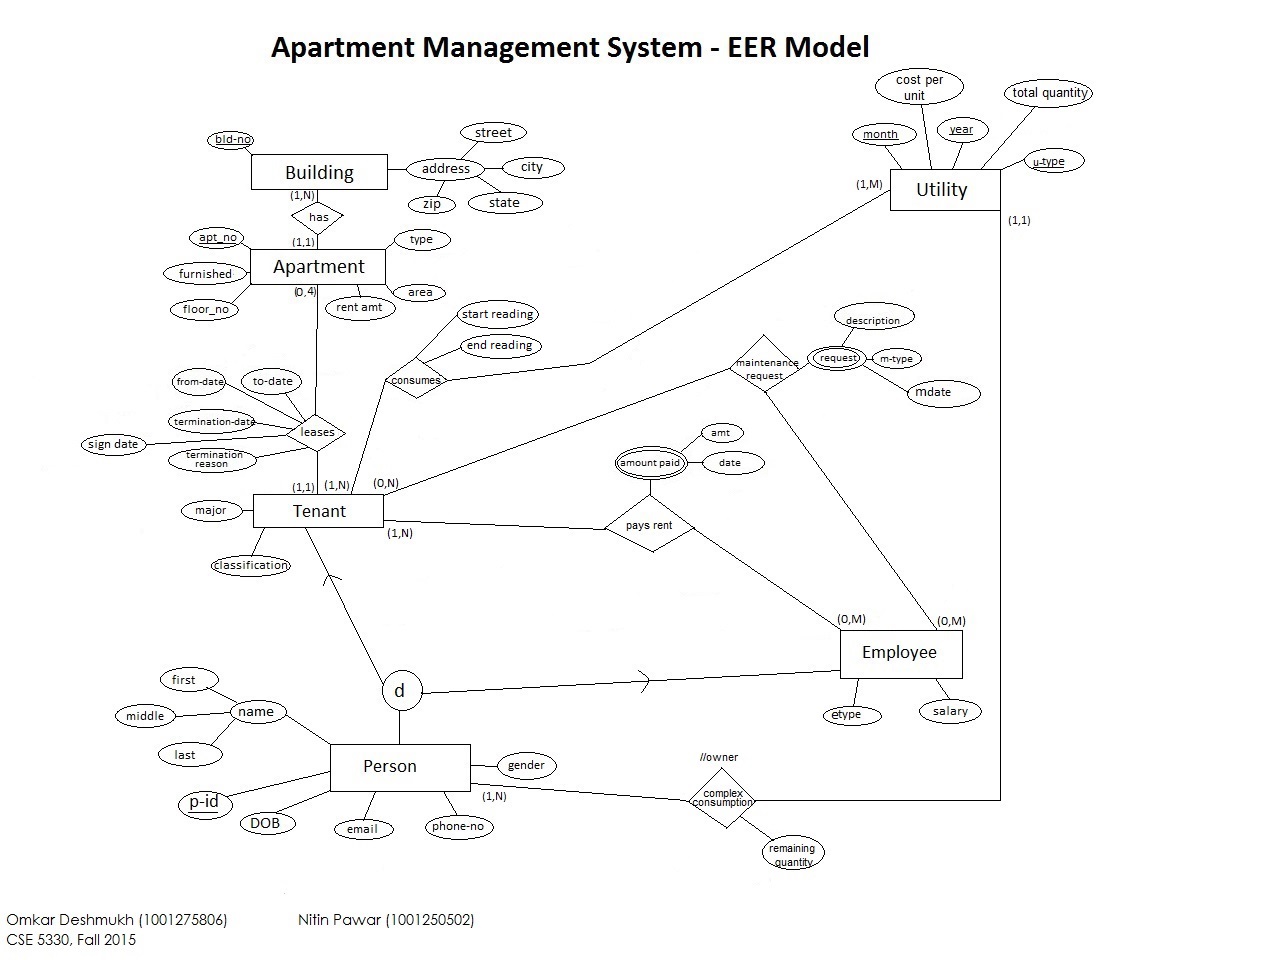 Apartment Management System - EER Model
cost per
unit
total quantity
month
year
u-type
Utility
(1,M)
(1,1)
bld-no
Building
address
street
city
state
zip
(1,N)
has
(1,1)
apt_no
furnished
floor_no
Apartment
type
area
rent amt
(0,4)
start reading
end reading
consumes
description
maintenance
request
request
m-type
mdate
from-date
to-date
termination-date
sign date
termination
reason
leases
amt
amount paid
date
(1,1)
(1,N)
(0,N)
major
Tenant
(1,N)
classification
pays rent
(0,M)
(0,M)
Employee
etype
salary
d
first
middle
last
name
Person
p-id
DOB
email
phone-no
gender
(1,N)
//owner
complex
consumption
remaining
quantity
Omkar Deshmukh (1001275806)
Nitin Pawar (1001250502)
CSE 5330, Fall 2015